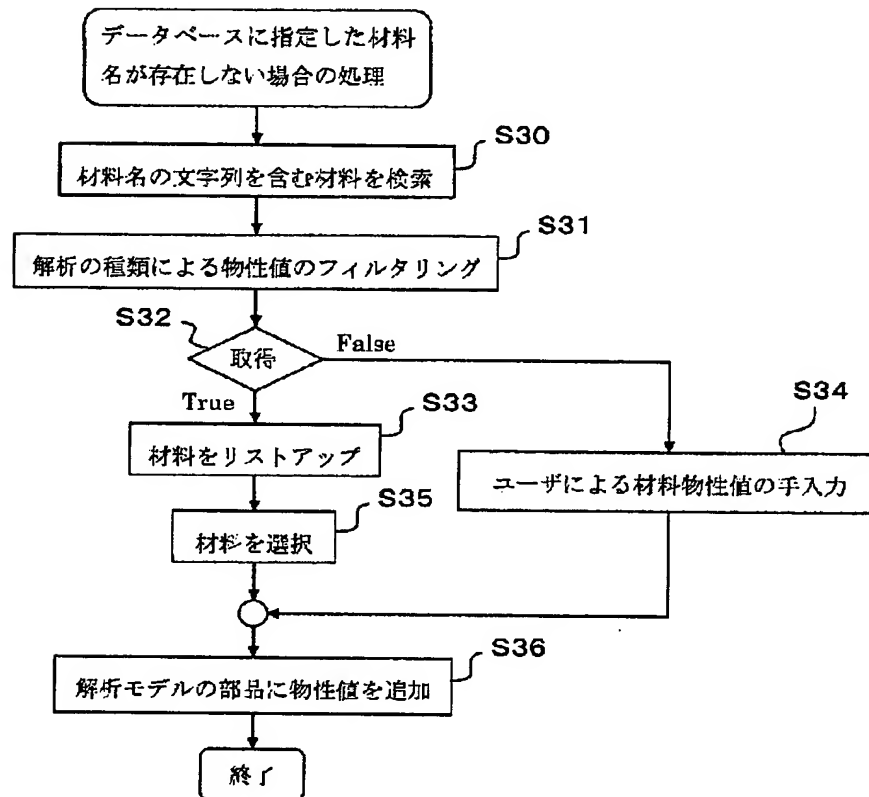 データベースに指定した材料
名が存在しない場合の処理
S30
材料名の文字列を含む材料を検索
S31
解析の種類による物性値のフィルタリング
S32
取得
False
True
S33
材料をリストアップ
S34
ユーザによる材料物性値の手入力
S35
材料を選択
S36
解析モデルの部品に物性値を追加
終了